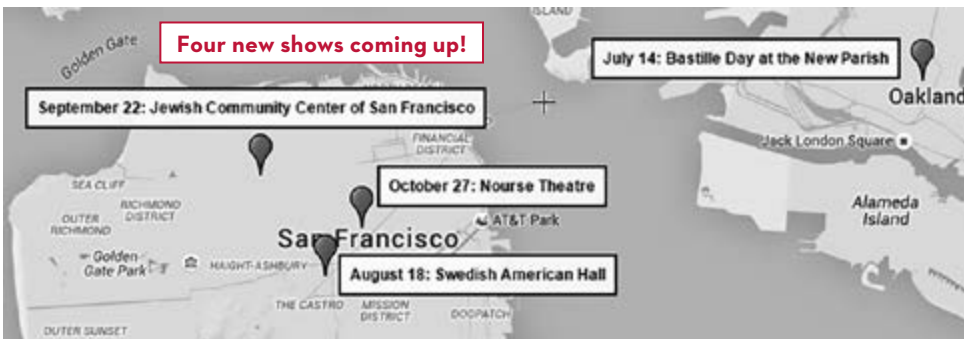 ISLAND
Golden Gate
Four new shows coming up!
July 14: Bastille Day at the New Parish
Oakland
September 22: Jewish Community Center of San Francisco
FINANCIAL
DISTRICT
Jack London Square
SEA CLIFF
October 27: Nourse Theatre
RICHMOND
DISTRICT
OUTER
RICHMOND
AT&T Park
Alameda
Island
San Francisco
Golden
Gate Park
HAIGHT-ASHBURY
August 18: Swedish American Hall
THE CASTRO
MISSION
DISTRICT
DOGPATCH
OUTER SUNSET